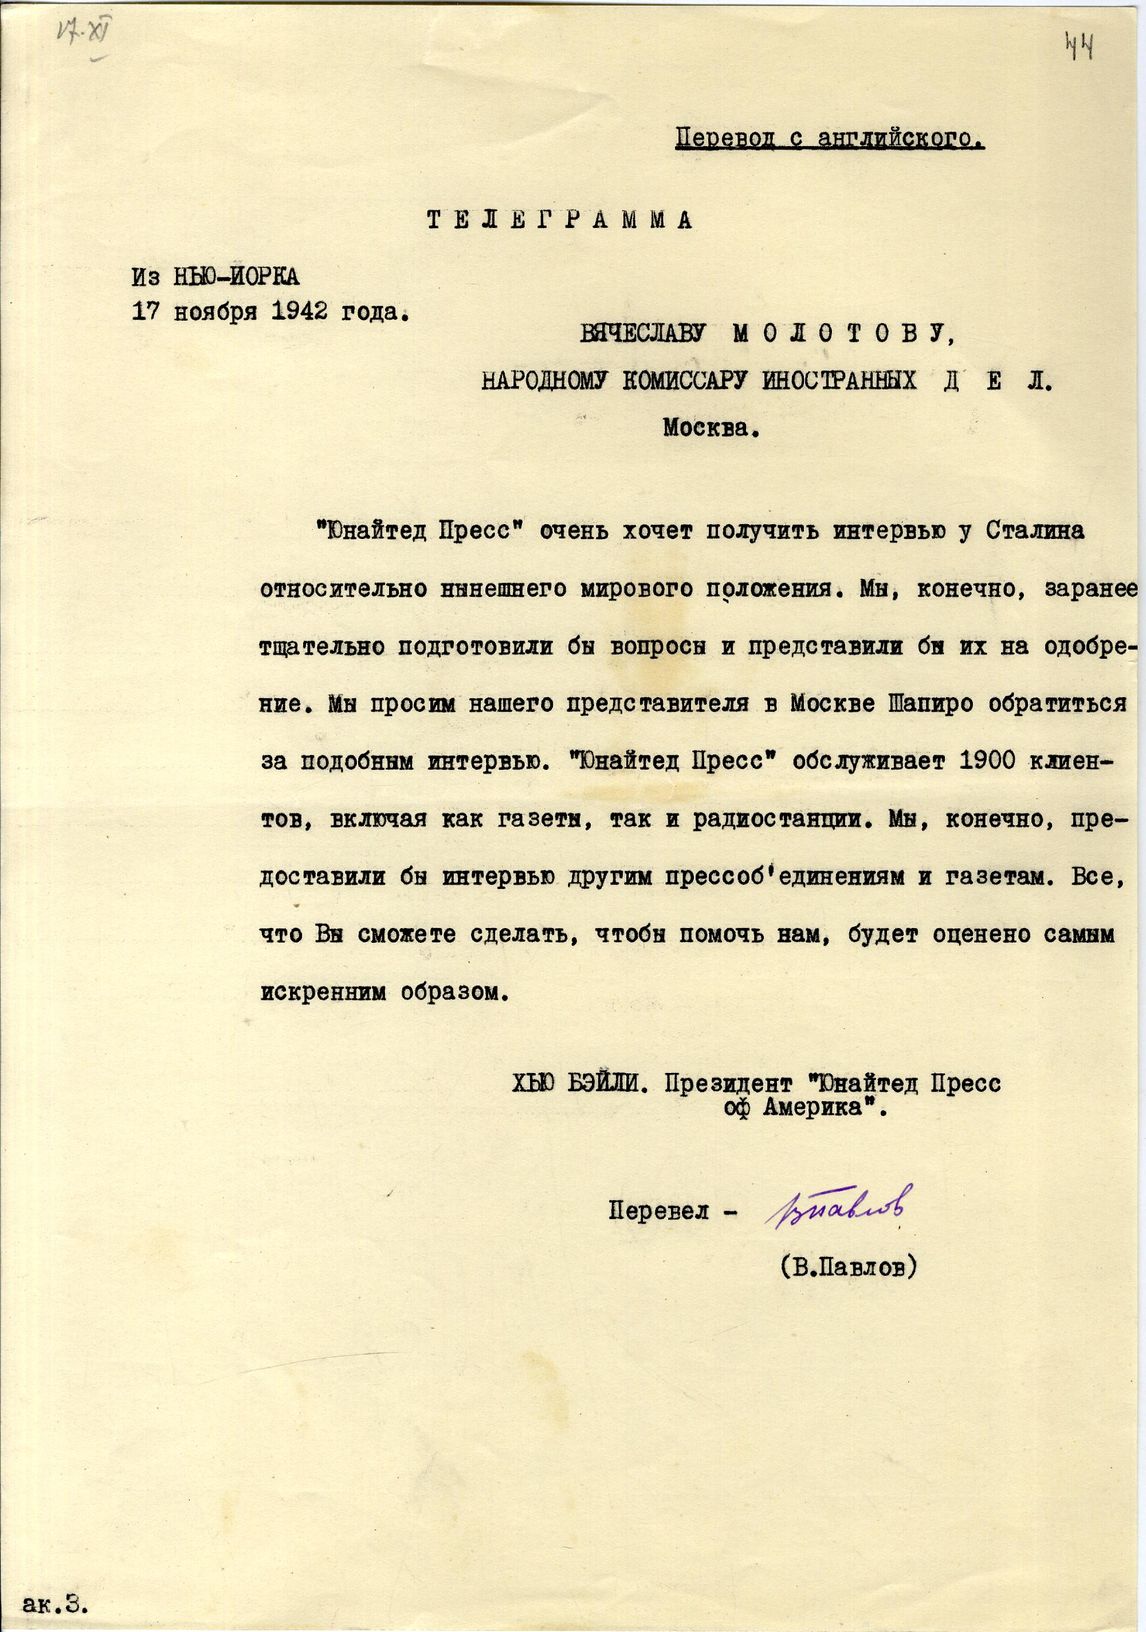 17.XI
44
Перевод с английского.
Т Е Л Е Г Р А М М А
Из НЬЮ-ИОРКА
17 ноября 1942 года.
ВЯЧЕСЛАВУ М О Л О Т О В У,
НАРОДНОМУ КОМИССАРУ ИНОСТРАННЫХ Д Е Л.
Москва.
"Юнайтед Пресс" очень хочет получить интервью у Сталина
относительно нынешнего мирового положения. Мы, конечно, заранее
тщательно подготовили бы вопросы и представили бы их на одобре-
ние. Мы просим нашего представителя в Москве Шапиро обратиться
за подобным интервью. "Юнайтед Пресс" обслуживает 1900 клиен-
тов, включая как газеты, так и радиостанции. Мы, конечно, пре-
доставили бы интервью другим прессоб'единениям и газетам. Все,
что Вы сможете сделать, чтобы помочь нам, будет оценено самым
искренним образом.
ХЬЮ БЭЙЛИ. Президент "Юнайтед Пресс
оф Америка".
Перевел - ВПавлов
(В.Павлов)
ак.3.